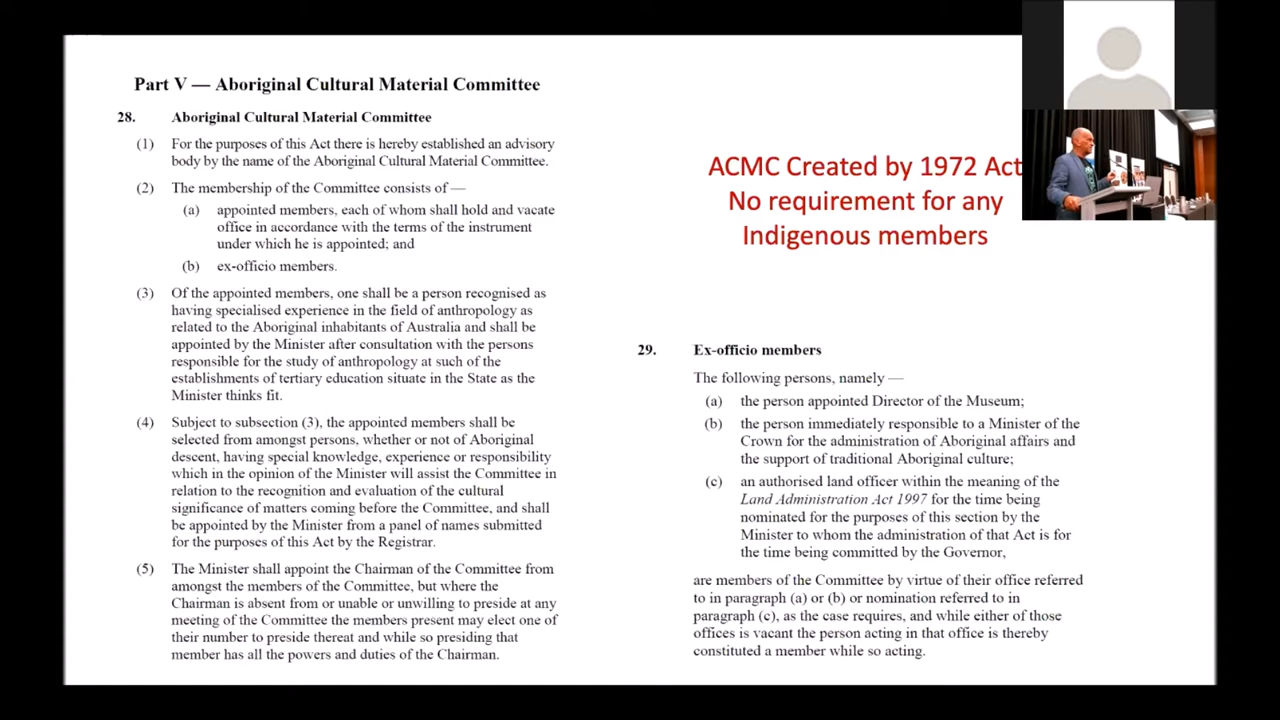 Part V — Aboriginal Cultural Material Committee
28. Aboriginal Cultural Material Committee
(1) For the purposes of this Act there is hereby established an advisory
body by the name of the Aboriginal Cultural Material Committee.
(2) The membership of the Committee consists of —
(a) appointed members, each of whom shall hold and vacate
office in accordance with the terms of the instrument
under which he is appointed; and
(b) ex-officio members.
(3) Of the appointed members, one shall be a person recognised as
having specialised experience in the field of anthropology as
related to the Aboriginal inhabitants of Australia and shall be
appointed by the Minister after consultation with the persons
responsible for the study of anthropology at such of the
establishments of tertiary education situate in the State as the
Minister thinks fit.
(4) Subject to subsection (3), the appointed members shall be
selected from amongst persons, whether or not of Aboriginal
descent, having special knowledge, experience or responsibility
which in the opinion of the Minister will assist the Committee in
relation to the recognition and evaluation of the cultural
significance of matters coming before the Committee, and shall
be appointed by the Minister from a panel of names submitted
for the purposes of this Act by the Registrar.
(5) The Minister shall appoint the Chairman of the Committee from
amongst the members of the Committee, but where the
Chairman is absent from or unable or unwilling to preside at any
meeting of the Committee the members present may elect one of
their number to preside thereat and while so presiding that
member has all the powers and duties of the Chairman.
ACMC Created by 1972 Act
No requirement for any
Indigenous members
29. Ex-officio members
The following persons, namely —
(a) the person appointed Director of the Museum;
(b) the person immediately responsible to a Minister of the
Crown for the administration of Aboriginal affairs and
the support of traditional Aboriginal culture;
(c) an authorised land officer within the meaning of the
Land Administration Act 1997 for the time being
nominated for the purposes of this section by the
Minister to whom the administration of that Act is for
the time being committed by the Governor,
are members of the Committee by virtue of their office referred
to in paragraph (a) or (b) or nomination referred to in
paragraph (c), as the case requires, and while either of those
offices is vacant the person acting in that office is thereby
constituted a member while so acting.